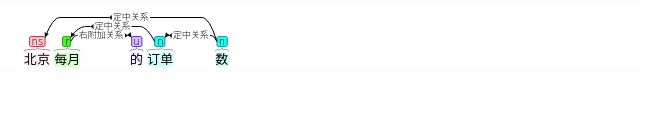 定中关系
定中关系
右附加关系 定中关系
ns r u n n
北京 每月 的 订单 数